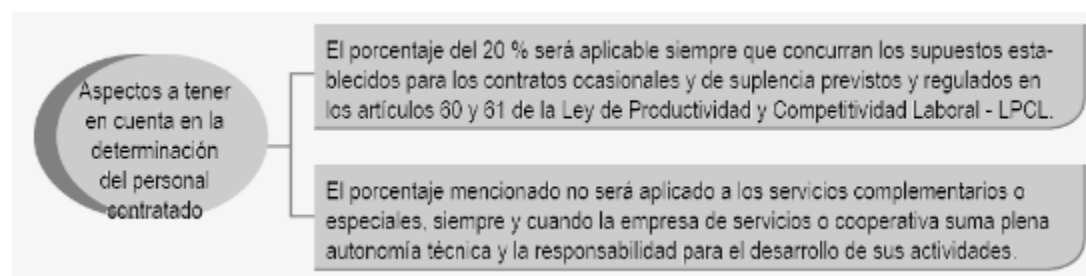 Aspectos a tener
en cuenta en la
determinación
del personal
contratado
El porcentaje del 20 % será aplicable siempre que concurran los supuestos esta-
blecidos para los contratos ocasionales y de suplencia previstos y regulados en
los artículos 60 y 61 de la Ley de Productividad y Competitividad Laboral - LPCL.
El porcentaje mencionado no será aplicado a los servicios complementarios o
especiales, siempre y cuando la empresa de servicios o cooperativa suma plena
autonomía técnica y la responsabilidad para el desarrollo de sus actividades.